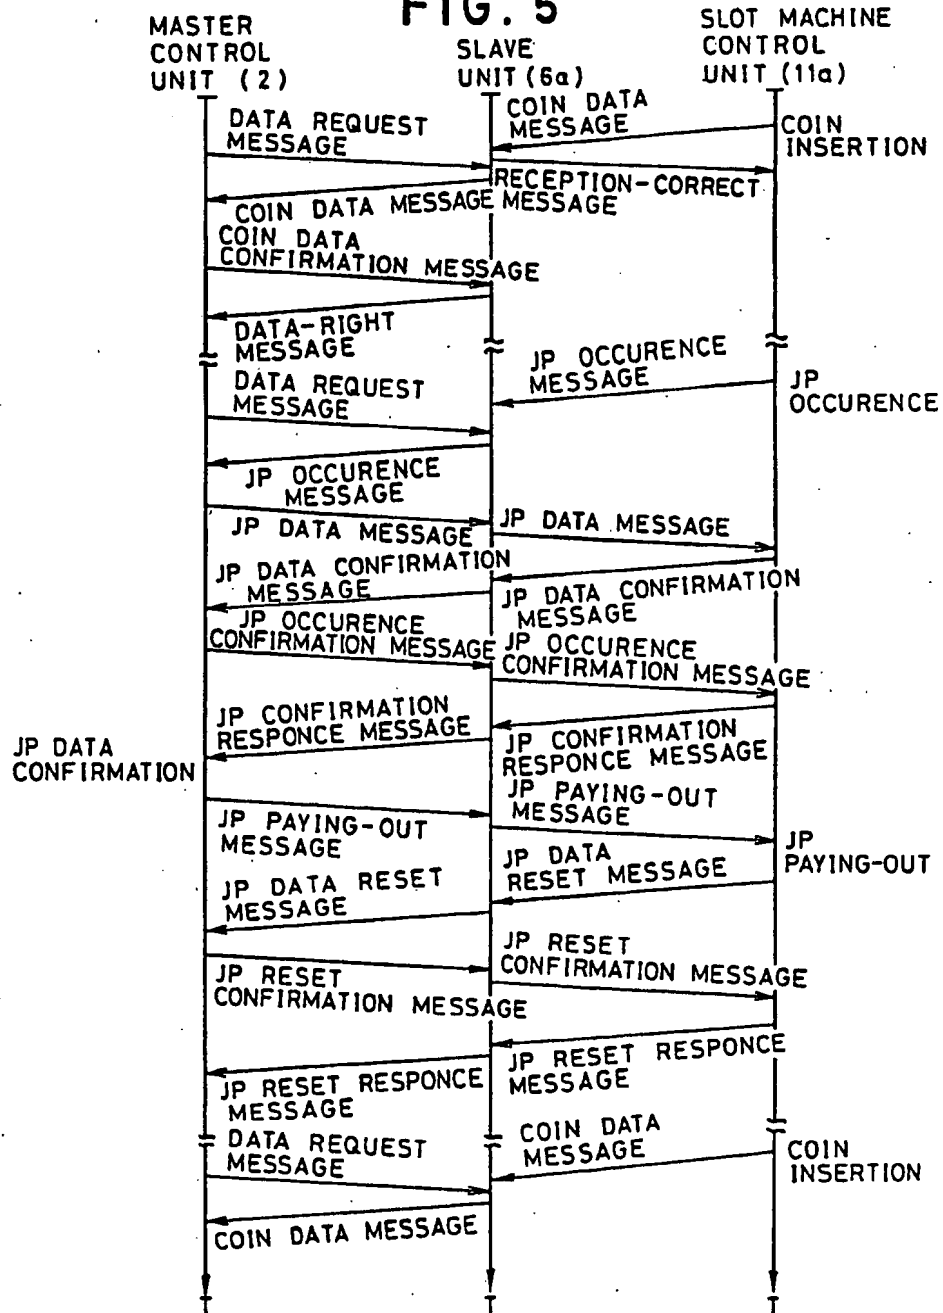 FIG. 5
MASTER
CONTROL
UNIT (2)
SLAVE
UNIT (6a)
SLOT MACHINE
CONTROL
UNIT (11a)
DATA REQUEST
MESSAGE
COIN DATA
MESSAGE
COIN
INSERTION
RECEPTION-CORRECT
MESSAGE
COIN DATA MESSAGE
COIN DATA
CONFIRMATION MESSAGE
DATA-RIGHT
MESSAGE
JP OCCURENCE
MESSAGE
JP
OCCURENCE
DATA REQUEST
MESSAGE
JP OCCURENCE
MESSAGE
JP DATA MESSAGE
JP DATA MESSAGE
JP DATA CONFIRMATION
MESSAGE
JP DATA CONFIRMATION
MESSAGE
JP OCCURENCE
CONFIRMATION MESSAGE
JP OCCURENCE
CONFIRMATION MESSAGE
JP CONFIRMATION
RESPONCE MESSAGE
JP CONFIRMATION
RESPONCE MESSAGE
JP DATA
CONFIRMATION
JP PAYING-OUT
MESSAGE
JP PAYING-OUT
MESSAGE
JP
PAYING-OUT
JP DATA
RESET MESSAGE
JP DATA RESET
MESSAGE
JP RESET
CONFIRMATION MESSAGE
JP RESET
CONFIRMATION MESSAGE
JP RESET RESPONCE
MESSAGE
JP RESET RESPONCE
MESSAGE
DATA REQUEST
MESSAGE
COIN DATA
MESSAGE
COIN
INSERTION
COIN DATA MESSAGE